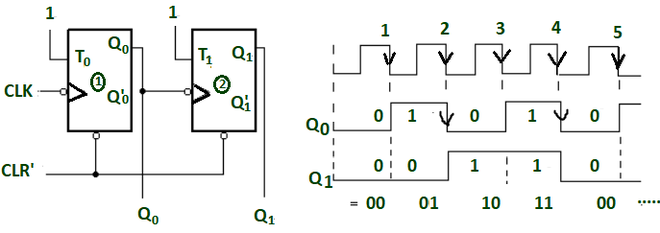 1 1
T0 Q0 T1 Q1
1 2
CLK Q'0 Q'1
CLR'
Q0 Q1
1 2 3 4 5
Q0 0 1 0 1 0
Q1 0 0 1 1 0
= 00 01 10 11 00 .....